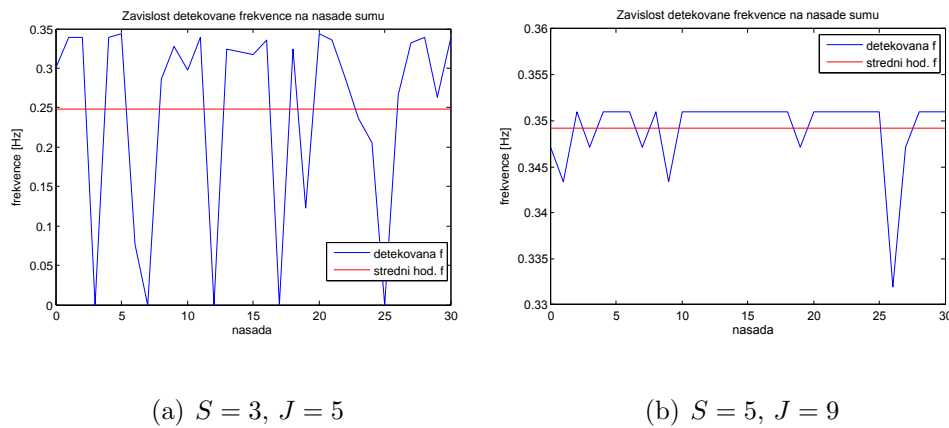 Zavislost detekovane frekvence na nasade sumu
0.35
0.3
0.25
0.2
0.15
0.1
0.05
0
frekvence [Hz]
detekovana f
stredni hod. f
0 5 10 15 20 25 30
nasada
(a) S = 3, J = 5
Zavislost detekovane frekvence na nasade sumu
0.36
0.355
0.35
0.345
0.34
0.335
0.33
frekvence [Hz]
detekovana f
stredni hod. f
0 5 10 15 20 25 30
nasada
(b) S = 5, J = 9